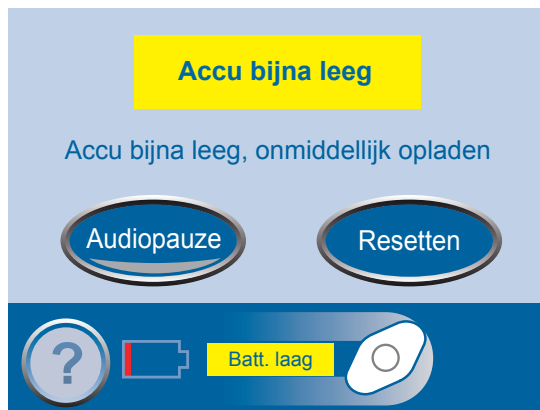 Accu bijna leeg
Accu bijna leeg, onmiddellijk opladen
Audiopauze
Resetten
?
Batt. laag